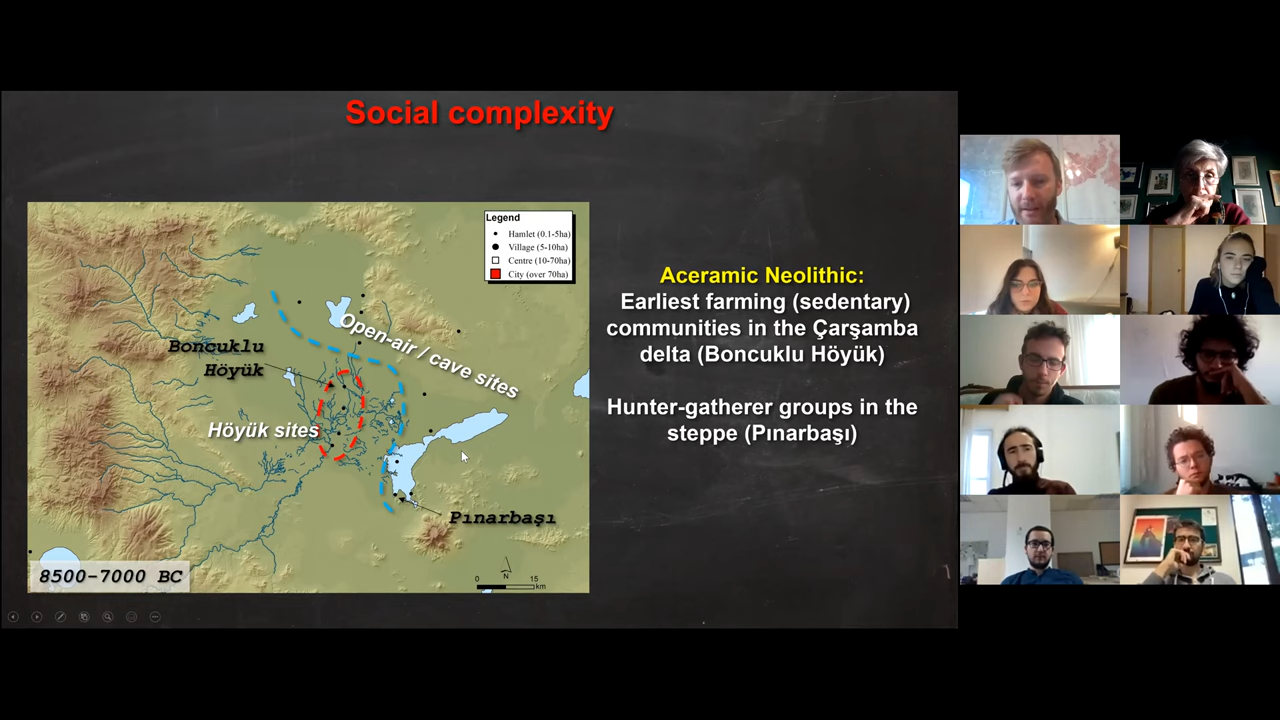 Social complexity
Legend
Hamlet (0.1-5ha)
Village (5-10ha)
Centre (10-70ha)
City (over 70ha)
Open-air / cave sites
Boncuklu
Höyük
Höyük sites
Pınarbaşı
8500-7000 BC
N
0 15
km
Aceramic Neolithic:
Earliest farming (sedentary)
communities in the Çarşamba
delta (Boncuklu Höyük)
Hunter-gatherer groups in the
steppe (Pınarbaşı)